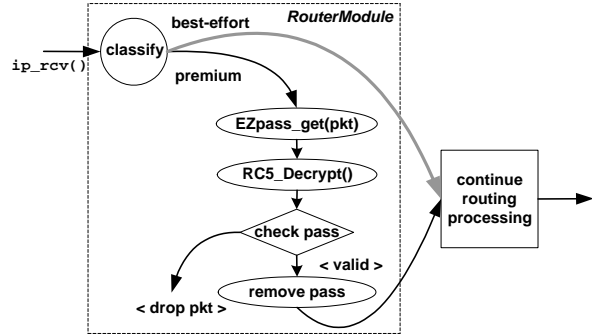 RouterModule
best-effort
classify
ip_rcv()
premium
EZpass_get(pkt)
RC5_Decrypt()
continue
routing
processing
check pass
< valid >
remove pass
< drop pkt >